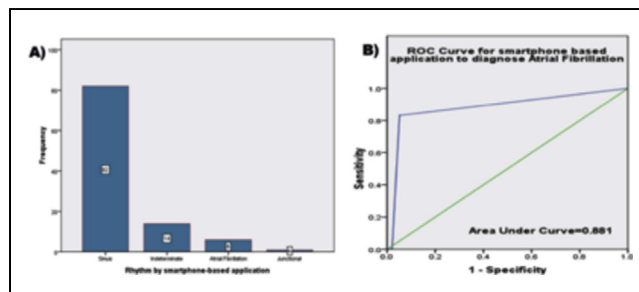 A)
100
80
60
40
20
0
Frequency
Sinus
Indeterminate
Atrial Fibrillation
Junctional
Rhythm by smartphone-based application
B)
ROC Curve for smartphone based
application to diagnose Atrial Fibrillation
1.0
0.8
0.6
0.4
0.2
0.0
Sensitivity
Area Under Curve=0.881
0.0
0.2
0.4
0.6
0.8
1.0
1 - Specificity